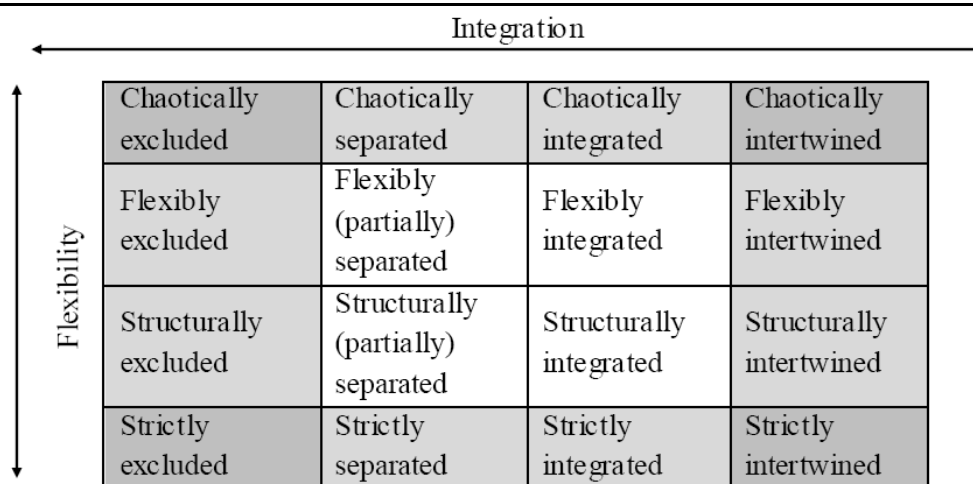 Integration
Flexibility
Chaotically
excluded
Chaotically
separated
Chaotically
integrated
Chaotically
intertwined
Flexibly
excluded
Flexibly
(partially)
separated
Flexibly
integrated
Flexibly
intertwined
Structurally
excluded
Structurally
(partially)
separated
Structurally
integrated
Structurally
intertwined
Strictly
excluded
Strictly
separated
Strictly
integrated
Strictly
intertwined